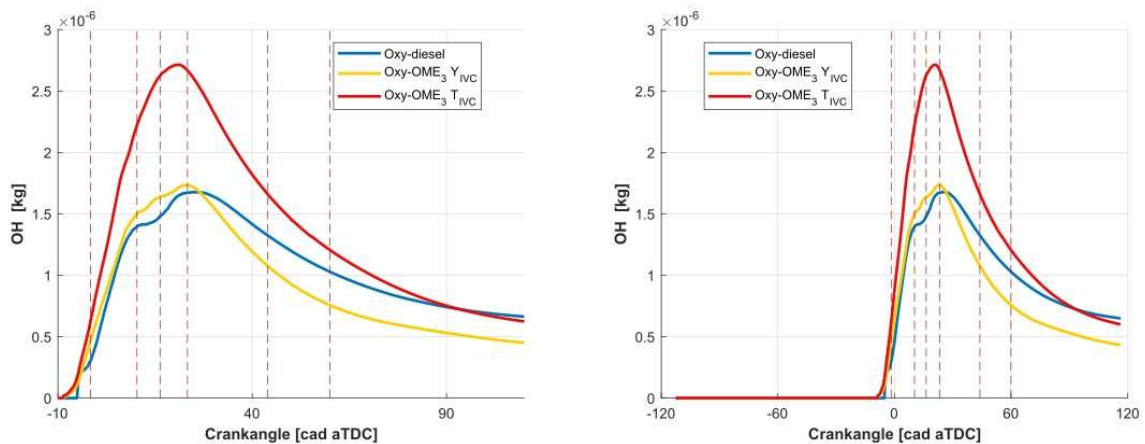 ×10⁻⁶
3
2.5
2
1.5
1
0.5
0
OH [kg]
-10
40
90
Crankangle [cad aTDC]
Oxy-diesel
Oxy-OME₃ Y_IVC
Oxy-OME₃ T_IVC
×10⁻⁶
3
2.5
2
1.5
1
0.5
0
OH [kg]
-120
-60
0
60
120
Crankangle [cad aTDC]
Oxy-diesel
Oxy-OME₃ Y_IVC
Oxy-OME₃ T_IVC